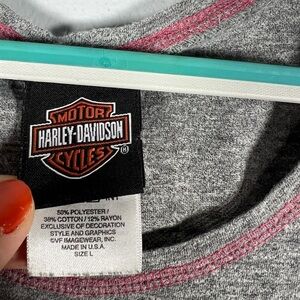 MOTOR
HARLEY-DAVIDSON
CYCLES
®
50% POLYESTER /
38% COTTON / 12% RAYON
EXCLUSIVE OF DECORATION
STYLE AND GRAPHICS
©VF IMAGEWEAR, INC.
MADE IN U.S.A.
SIZE L